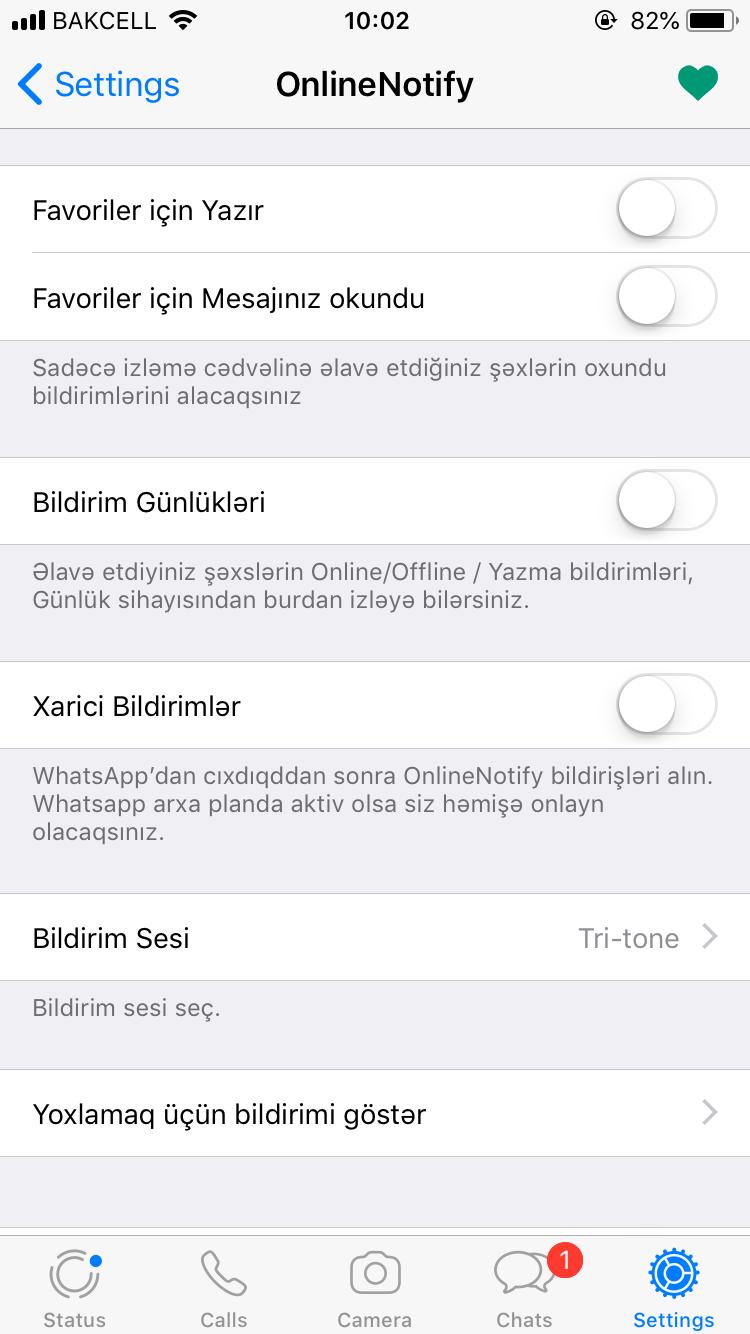 BAKCELL 10:02 82%
Settings OnlineNotify
Favoriler için Yazır
Favoriler için Mesajınız okundu
Sadəcə izləmə cədvəlinə əlavə etdiğiniz şəxlərin oxundu
bildirimlərini alacaqsınız
Bildirim Günlükləri
Əlavə etdiyiniz şəxslərin Online/Offline / Yazma bildirimləri,
Günlük sihayısından burdan izləyə bilərsiniz.
Xarici Bildirimlər
WhatsApp’dan cıxdıqddan sonra OnlineNotify bildirişləri alın.
Whatsapp arxa planda aktiv olsa siz həmişə onlayn
olacaqsınız.
Bildirim Sesi Tri-tone
Bildirim sesi seç.
Yoxlamaq üçün bildirimi göstər
1
Status Calls Camera Chats Settings